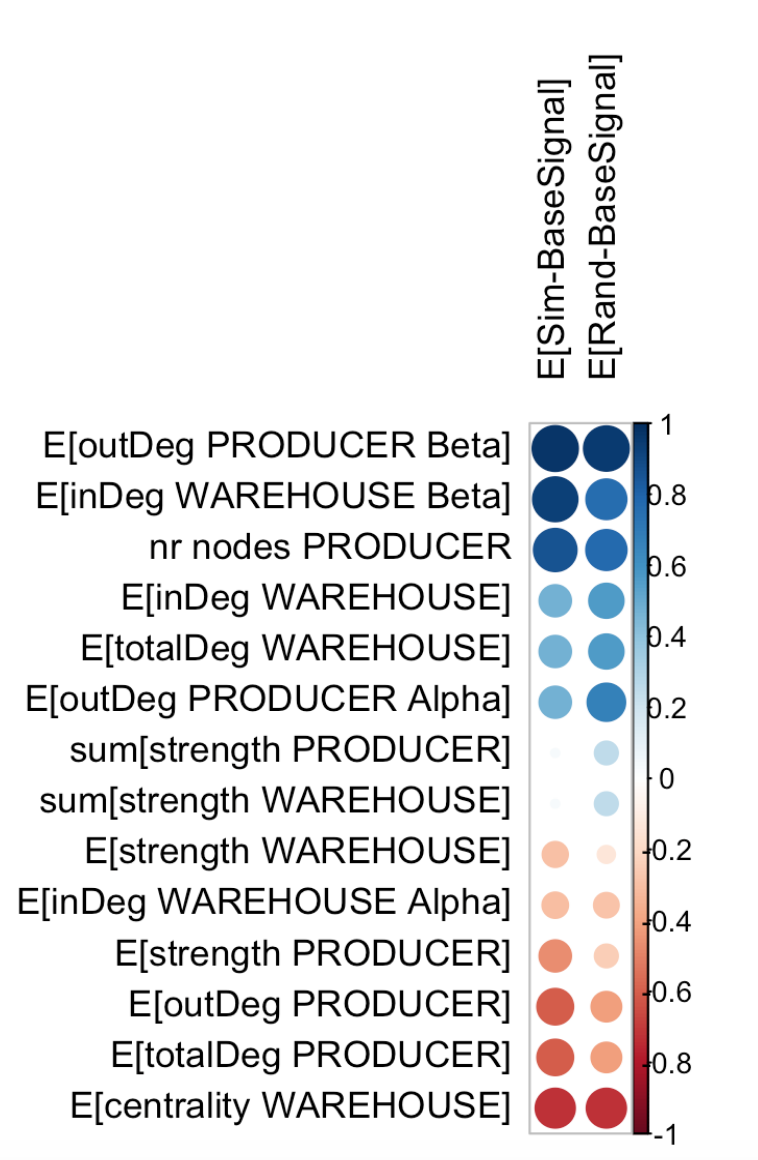 E[Sim-BaseSignal]
E[Rand-BaseSignal]
E[outDeg PRODUCER Beta]
E[inDeg WAREHOUSE Beta]
nr nodes PRODUCER
E[inDeg WAREHOUSE]
E[totalDeg WAREHOUSE]
E[outDeg PRODUCER Alpha]
sum[strength PRODUCER]
sum[strength WAREHOUSE]
E[strength WAREHOUSE]
E[inDeg WAREHOUSE Alpha]
E[strength PRODUCER]
E[outDeg PRODUCER]
E[totalDeg PRODUCER]
E[centrality WAREHOUSE]
1
0.8
0.6
0.4
0.2
0
-0.2
-0.4
-0.6
-0.8
-1